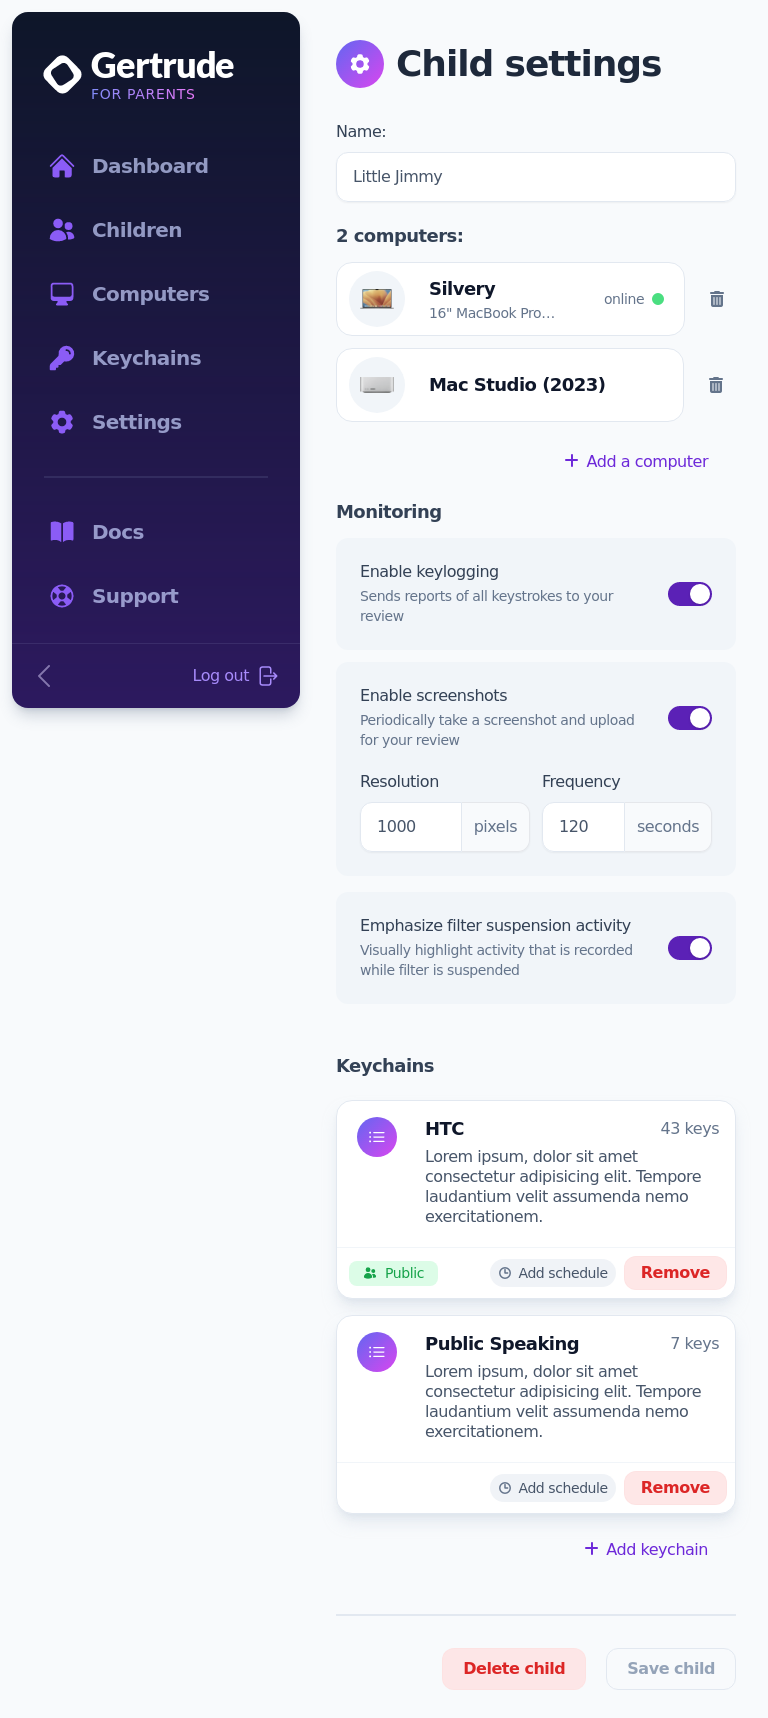 Gertrude
FOR PARENTS
Dashboard
Children
Computers
Keychains
Settings
Docs
Support
Log out
Child settings
Name:
Little Jimmy
2 computers:
Silvery
16" MacBook Pro...
online
Mac Studio (2023)
+ Add a computer
Monitoring
Enable keylogging
Sends reports of all keystrokes to your
review
Enable screenshots
Periodically take a screenshot and upload
for your review
Resolution
Frequency
1000 pixels
120 seconds
Emphasize filter suspension activity
Visually highlight activity that is recorded
while filter is suspended
Keychains
HTC
43 keys
Lorem ipsum, dolor sit amet
consectetur adipisicing elit. Tempore
laudantium velit assumenda nemo
exercitationem.
Public
Add schedule
Remove
Public Speaking
7 keys
Lorem ipsum, dolor sit amet
consectetur adipisicing elit. Tempore
laudantium velit assumenda nemo
exercitationem.
Add schedule
Remove
+ Add keychain
Delete child
Save child